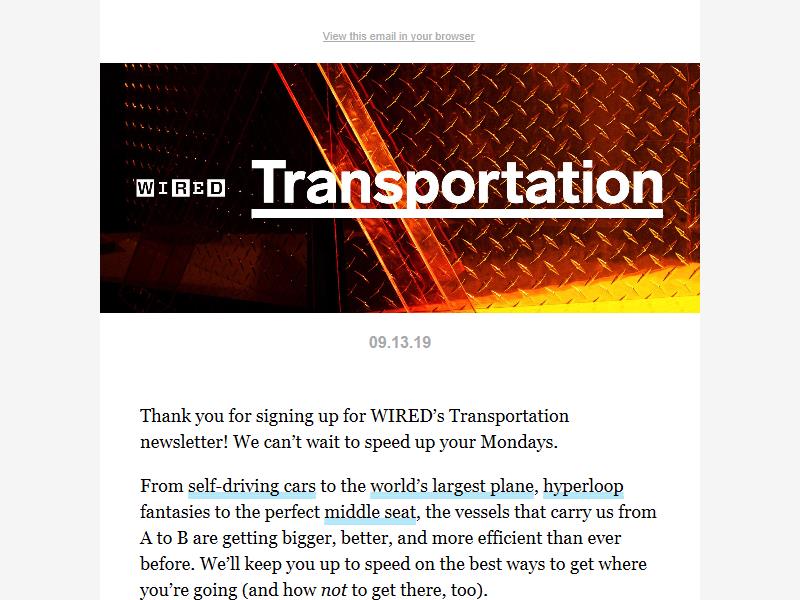 View this email in your browser
WIRED Transportation
09.13.19
Thank you for signing up for WIRED’s Transportation
newsletter! We can’t wait to speed up your Mondays.
From self-driving cars to the world’s largest plane, hyperloop
fantasies to the perfect middle seat, the vessels that carry us from
A to B are getting bigger, better, and more efficient than ever
before. We’ll keep you up to speed on the best ways to get where
you’re going (and how not to get there, too).